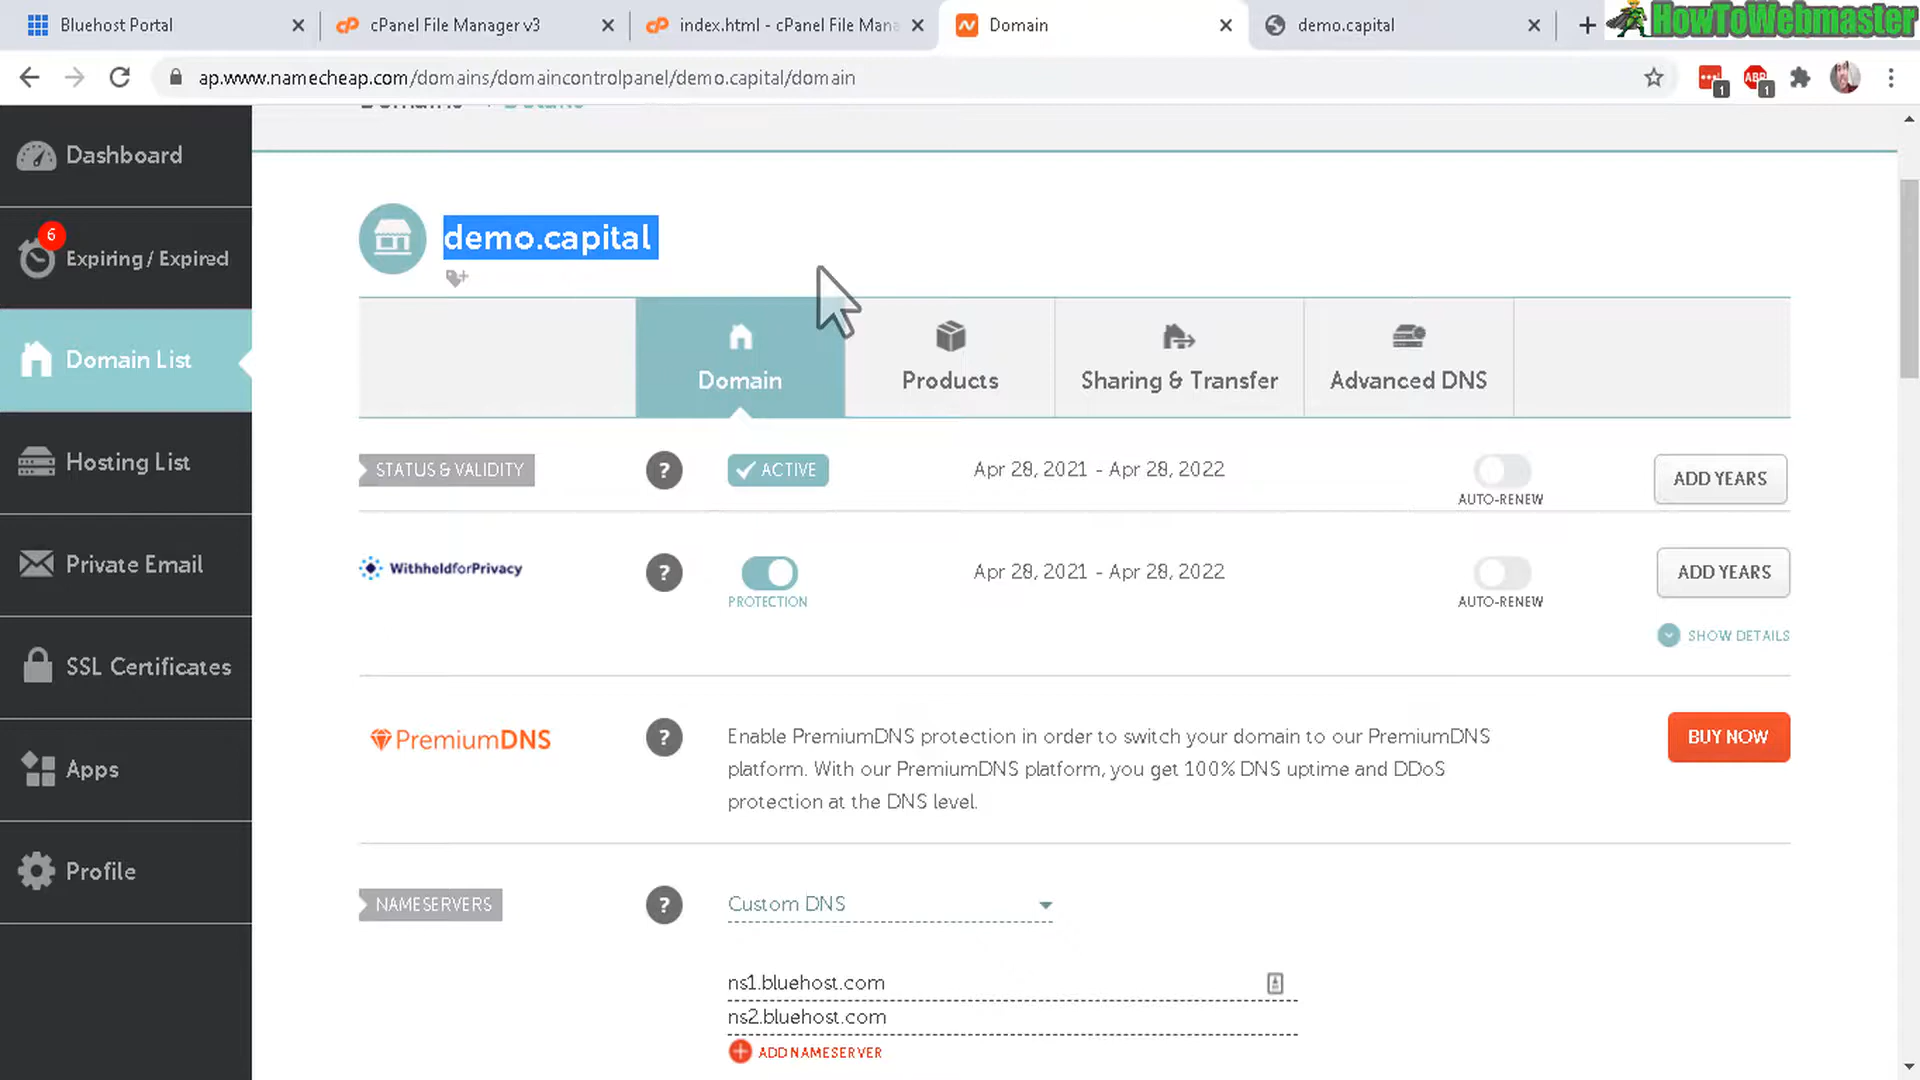 Bluehost Portal
cPanel File Manager v3
index.html - cPanel File Mana
Domain
demo.capital
HowToWebmaster
ap.www.namecheap.com/domains/domaincontrolpanel/demo.capital/domain
1
ABP
1
Domains
Details
Dashboard
6
Expiring / Expired
Domain List
Hosting List
Private Email
SSL Certificates
Apps
Profile
demo.capital
Domain
Products
Sharing & Transfer
Advanced DNS
STATUS & VALIDITY
?
ACTIVE
Apr 28, 2021 - Apr 28, 2022
AUTO-RENEW
ADD YEARS
WithheldforPrivacy
?
PROTECTION
Apr 28, 2021 - Apr 28, 2022
AUTO-RENEW
ADD YEARS
SHOW DETAILS
PremiumDNS
?
Enable PremiumDNS protection in order to switch your domain to our PremiumDNS
platform. With our PremiumDNS platform, you get 100% DNS uptime and DDoS
protection at the DNS level.
BUY NOW
NAMESERVERS
?
Custom DNS
ns1.bluehost.com
ns2.bluehost.com
ADD NAMESERVER